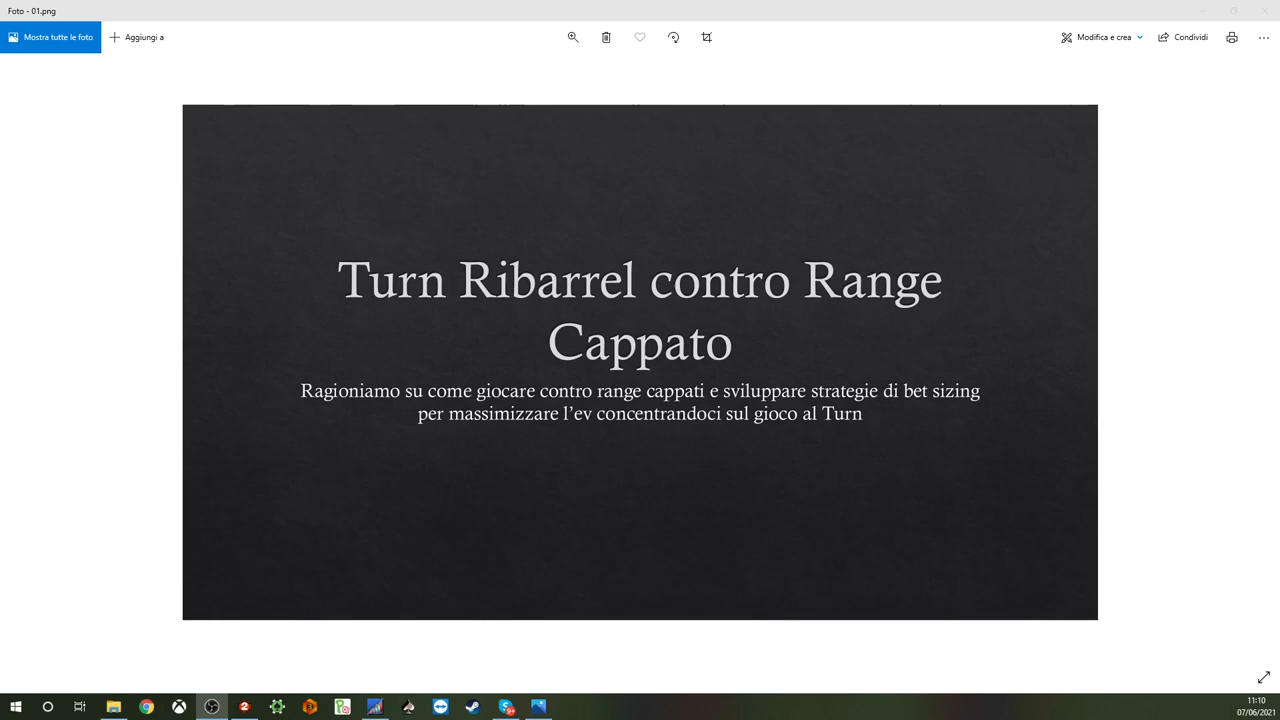 Foto - 01.png
Mostra tutte le foto
Aggiungi a
Modifica e crea
Condividi
Turn Ribarrel contro Range
Cappato
Ragioniamo su come giocare contro range cappati e sviluppare strategie di bet sizing
per massimizzare l’ev concentrandoci sul gioco al Turn
11:10
07/06/2021